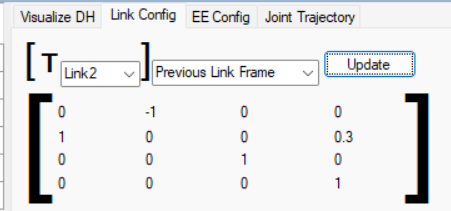 Visualize DH Link Config EE Config Joint Trajectory
[T Link2 ] Previous Link Frame Update
0 -1 0 0
1 0 0 0.3
0 0 1 0
0 0 0 1